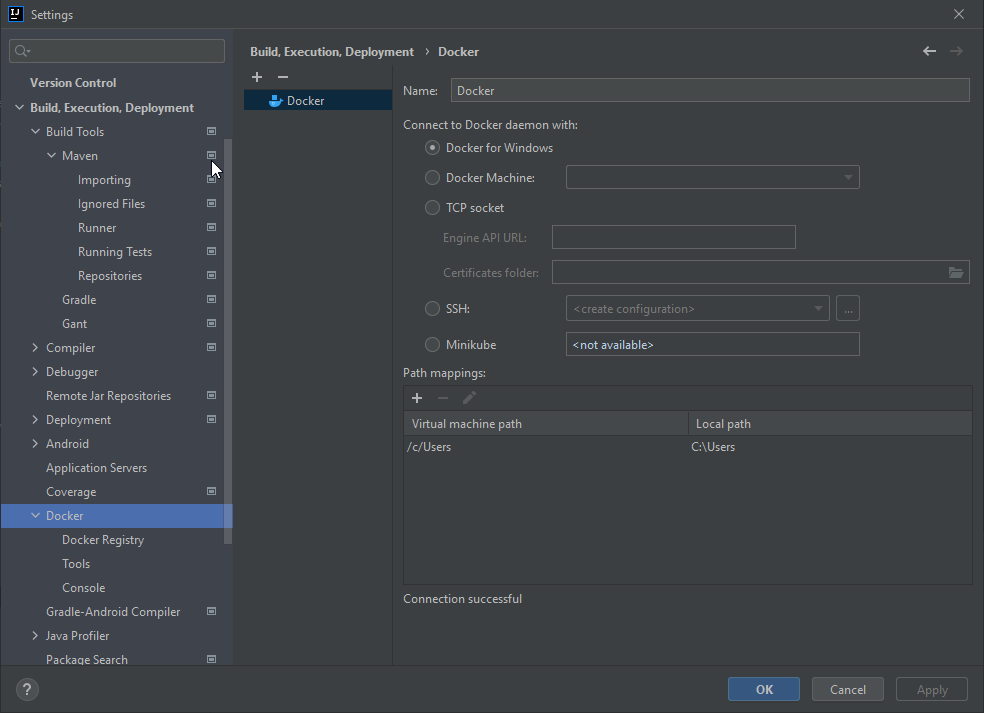 Settings
Version Control
Build, Execution, Deployment
Build Tools
Maven
Importing
Ignored Files
Runner
Running Tests
Repositories
Gradle
Gant
Compiler
Debugger
Remote Jar Repositories
Deployment
Android
Application Servers
Coverage
Docker
Docker Registry
Tools
Console
Gradle-Android Compiler
Java Profiler
Package Search
Build, Execution, Deployment › Docker
Docker
Name: Docker
Connect to Docker daemon with:
Docker for Windows
Docker Machine:
TCP socket
Engine API URL:
Certificates folder:
SSH: <create configuration> ...
Minikube <not available>
Path mappings:
Virtual machine path Local path
/c/Users C:\Users
Connection successful
? OK Cancel Apply